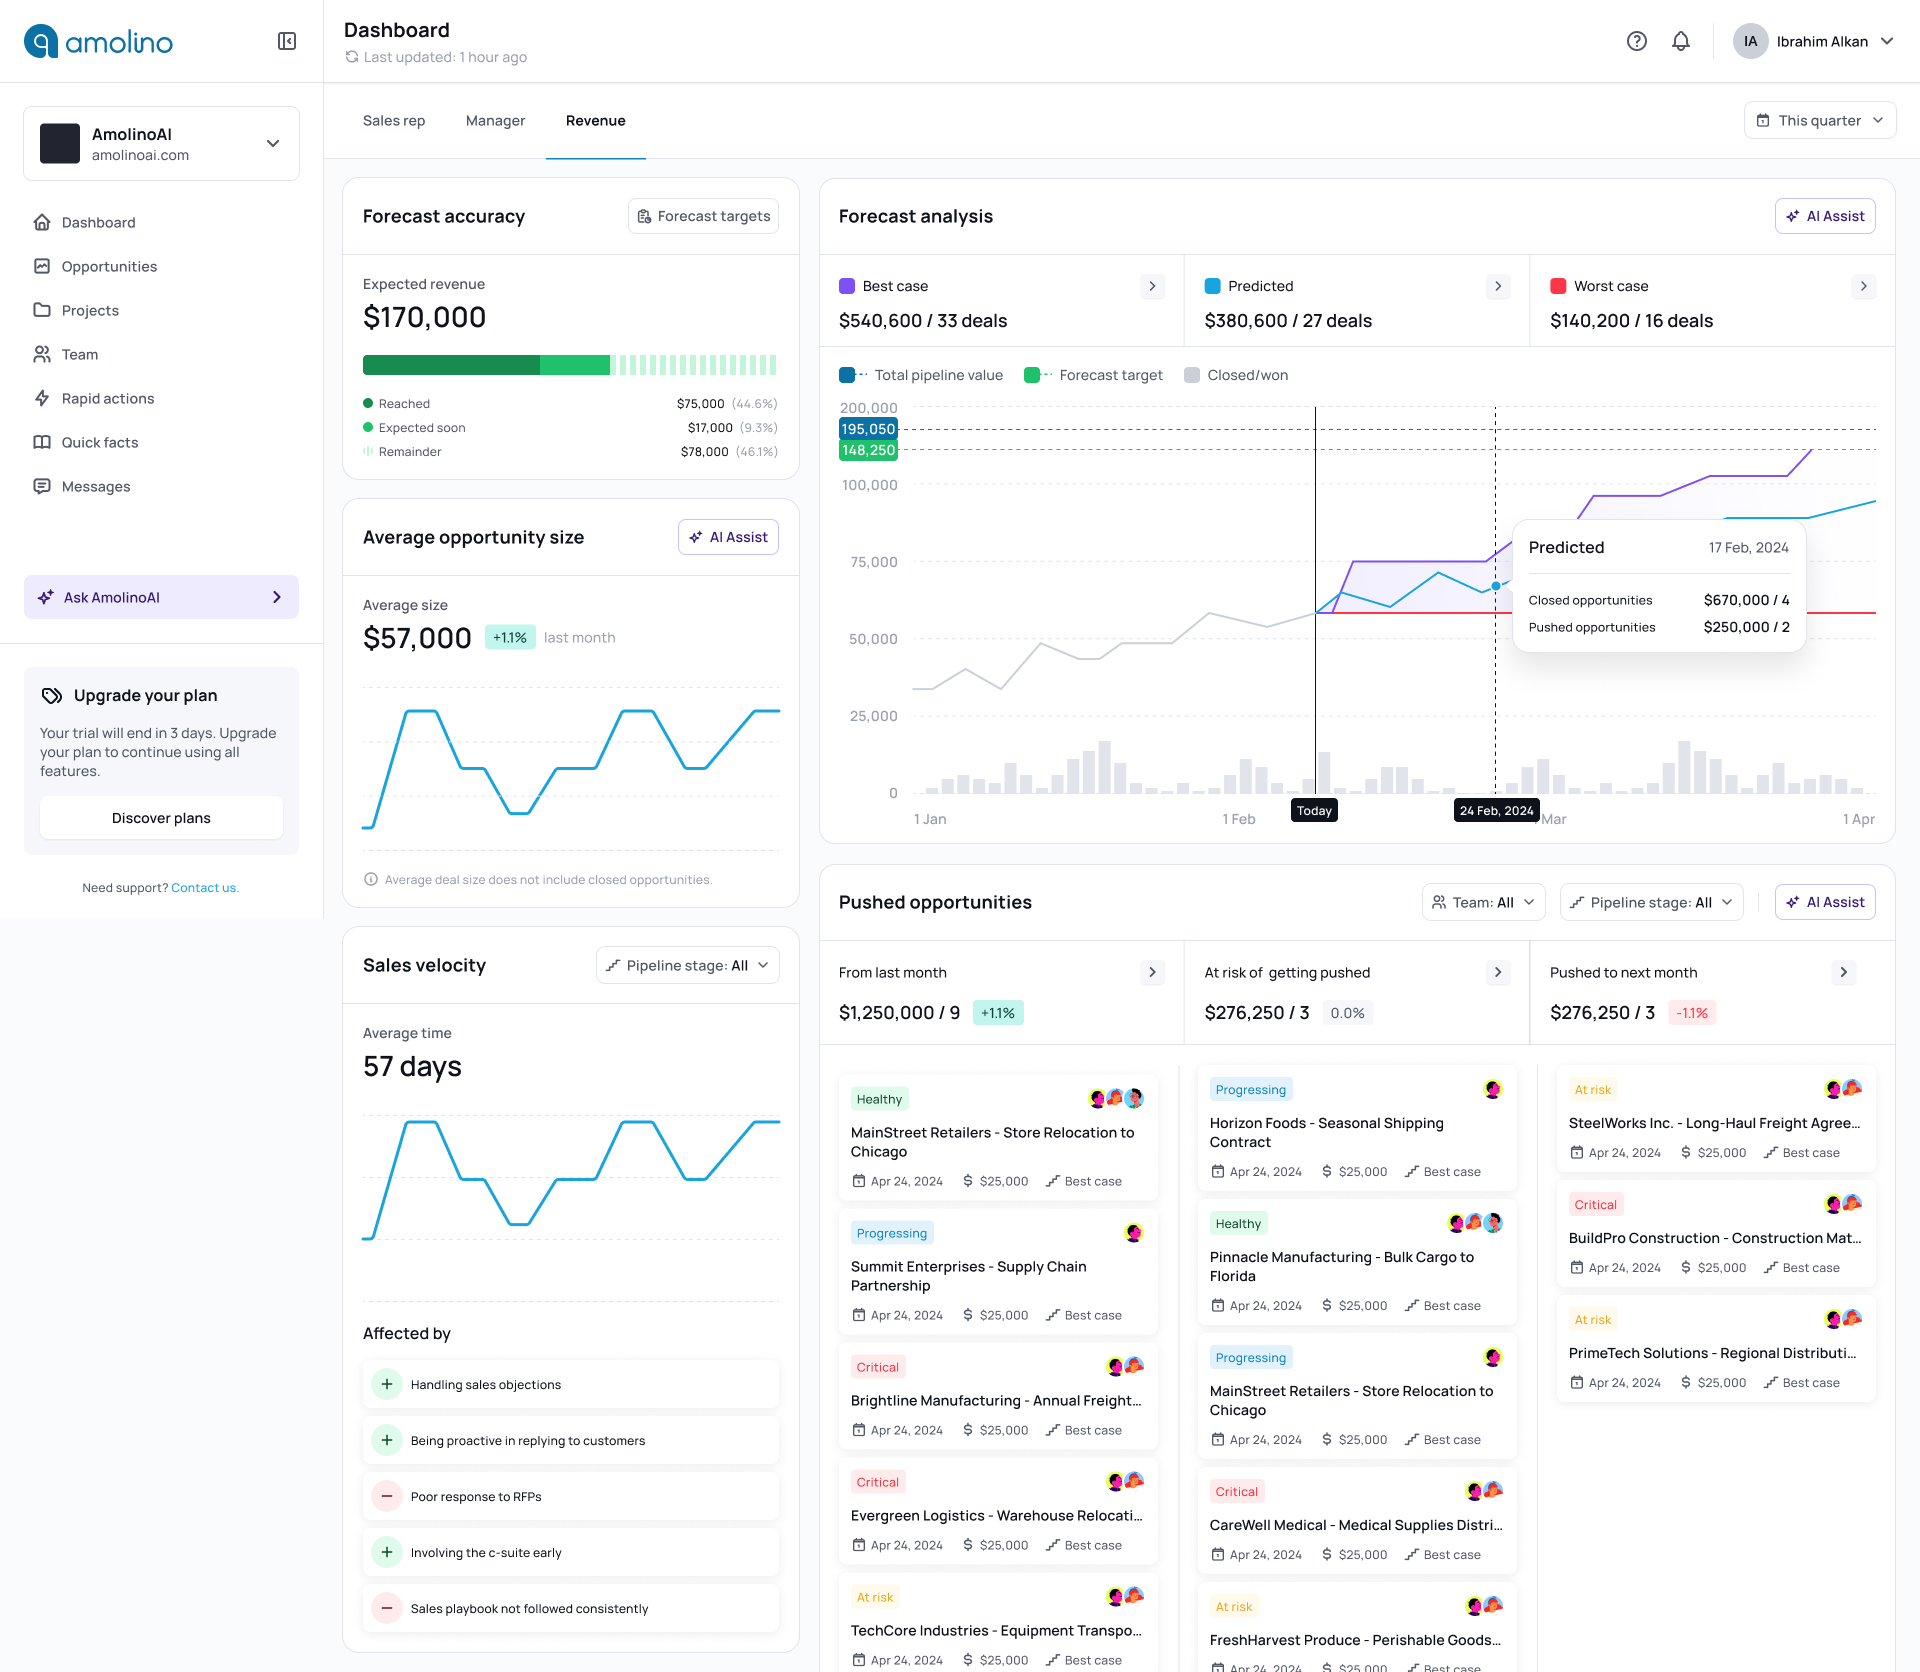 amolino
AmolinoAI
amolinoai.com
Dashboard
Opportunities
Projects
Team
Rapid actions
Quick facts
Messages
Ask AmolinoAI
Upgrade your plan
Your trial will end in 3 days. Upgrade
your plan to continue using all
features.
Discover plans
Need support? Contact us.
Dashboard
Last updated: 1 hour ago
IA
Ibrahim Alkan
Sales rep
Manager
Revenue
This quarter
Forecast accuracy
Forecast targets
Expected revenue
$170,000
Reached $75,000 (44.6%)
Expected soon $17,000 (9.3%)
Remainder $78,000 (46.1%)
Average opportunity size
AI Assist
Average size
$57,000 +1.1% last month
Average deal size does not include closed opportunities.
Sales velocity
Pipeline stage: All
Average time
57 days
Affected by
Handling sales objections
Being proactive in replying to customers
Poor response to RFPs
Involving the c-suite early
Sales playbook not followed consistently
Forecast analysis
AI Assist
Best case
$540,600 / 33 deals
Predicted
$380,600 / 27 deals
Worst case
$140,200 / 16 deals
Total pipeline value
Forecast target
Closed/won
200,000
195,050
148,250
100,000
75,000
50,000
25,000
0
Predicted 17 Feb, 2024
Closed opportunities $670,000 / 4
Pushed opportunities $250,000 / 2
Today
24 Feb, 2024
1 Jan
1 Feb
Mar
1 Apr
Pushed opportunities
Team: All
Pipeline stage: All
AI Assist
From last month
$1,250,000 / 9 +1.1%
At risk of getting pushed
$276,250 / 3 0.0%
Pushed to next month
$276,250 / 3 -1.1%
Healthy
MainStreet Retailers - Store Relocation to
Chicago
Apr 24, 2024 $25,000 Best case
Progressing
Summit Enterprises - Supply Chain
Partnership
Apr 24, 2024 $25,000 Best case
Critical
Brightline Manufacturing - Annual Freight...
Apr 24, 2024 $25,000 Best case
Critical
Evergreen Logistics - Warehouse Relocati...
Apr 24, 2024 $25,000 Best case
At risk
TechCore Industries - Equipment Transpo...
Apr 24, 2024 $25,000 Best case
Progressing
Horizon Foods - Seasonal Shipping
Contract
Apr 24, 2024 $25,000 Best case
Healthy
Pinnacle Manufacturing - Bulk Cargo to
Florida
Apr 24, 2024 $25,000 Best case
Progressing
MainStreet Retailers - Store Relocation to
Chicago
Apr 24, 2024 $25,000 Best case
Critical
CareWell Medical - Medical Supplies Distri...
Apr 24, 2024 $25,000 Best case
At risk
FreshHarvest Produce - Perishable Goods...
Apr 24, 2024 $25,000 Best case
At risk
SteelWorks Inc. - Long-Haul Freight Agree...
Apr 24, 2024 $25,000 Best case
Critical
BuildPro Construction - Construction Mat...
Apr 24, 2024 $25,000 Best case
At risk
PrimeTech Solutions - Regional Distributi...
Apr 24, 2024 $25,000 Best case